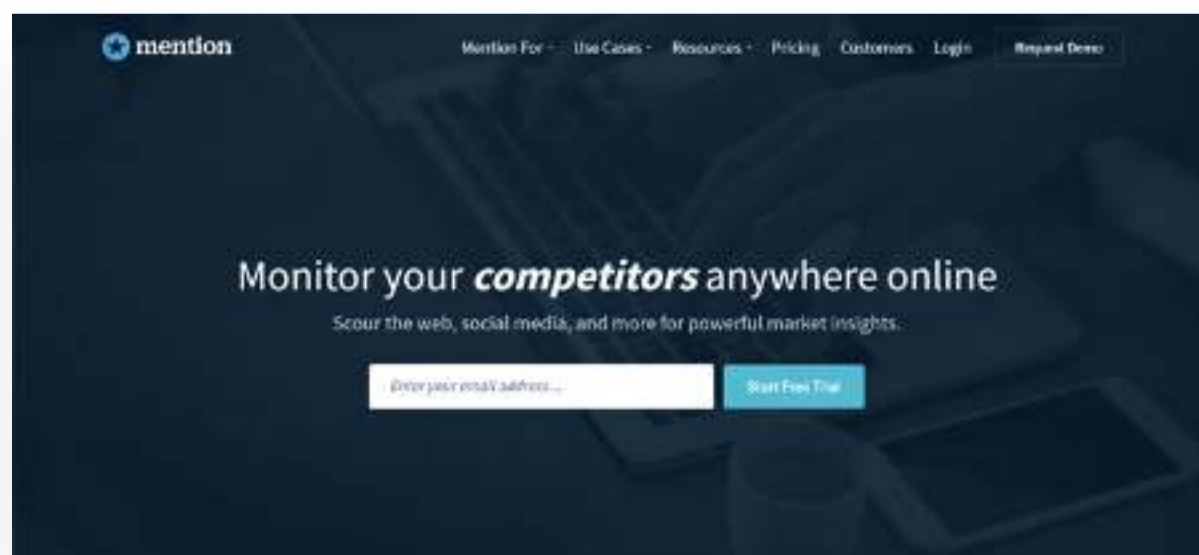 mention
Mention For Use Cases Resources Pricing Customers Login Request Demo
Monitor your competitors anywhere online
Scour the web, social media, and more for powerful market insights.
Enter your email address ...
Start Free Trial